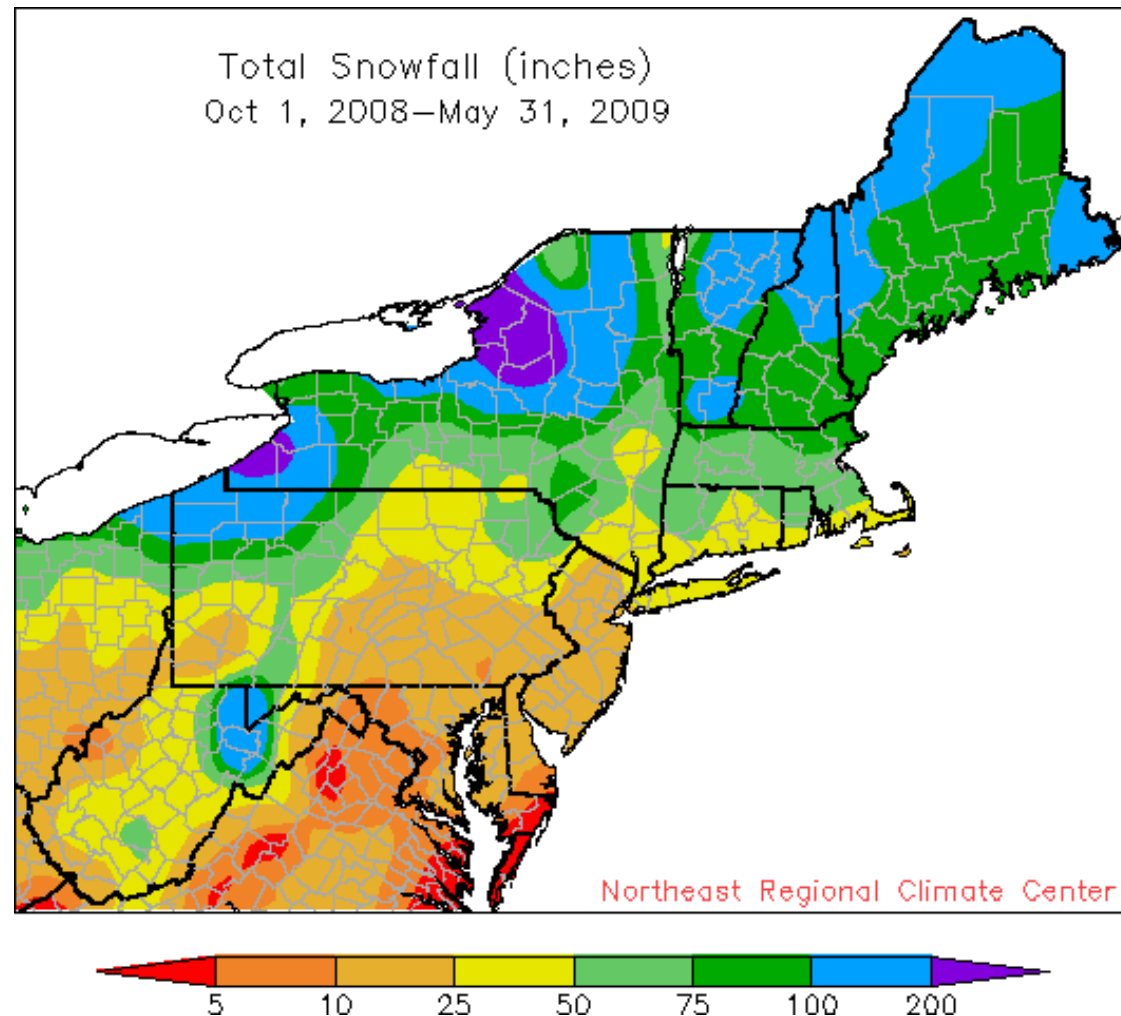 Total Snowfall (inches)
Oct 1, 2008–May 31, 2009
Northeast Regional Climate Center
5 10 25 50 75 100 200